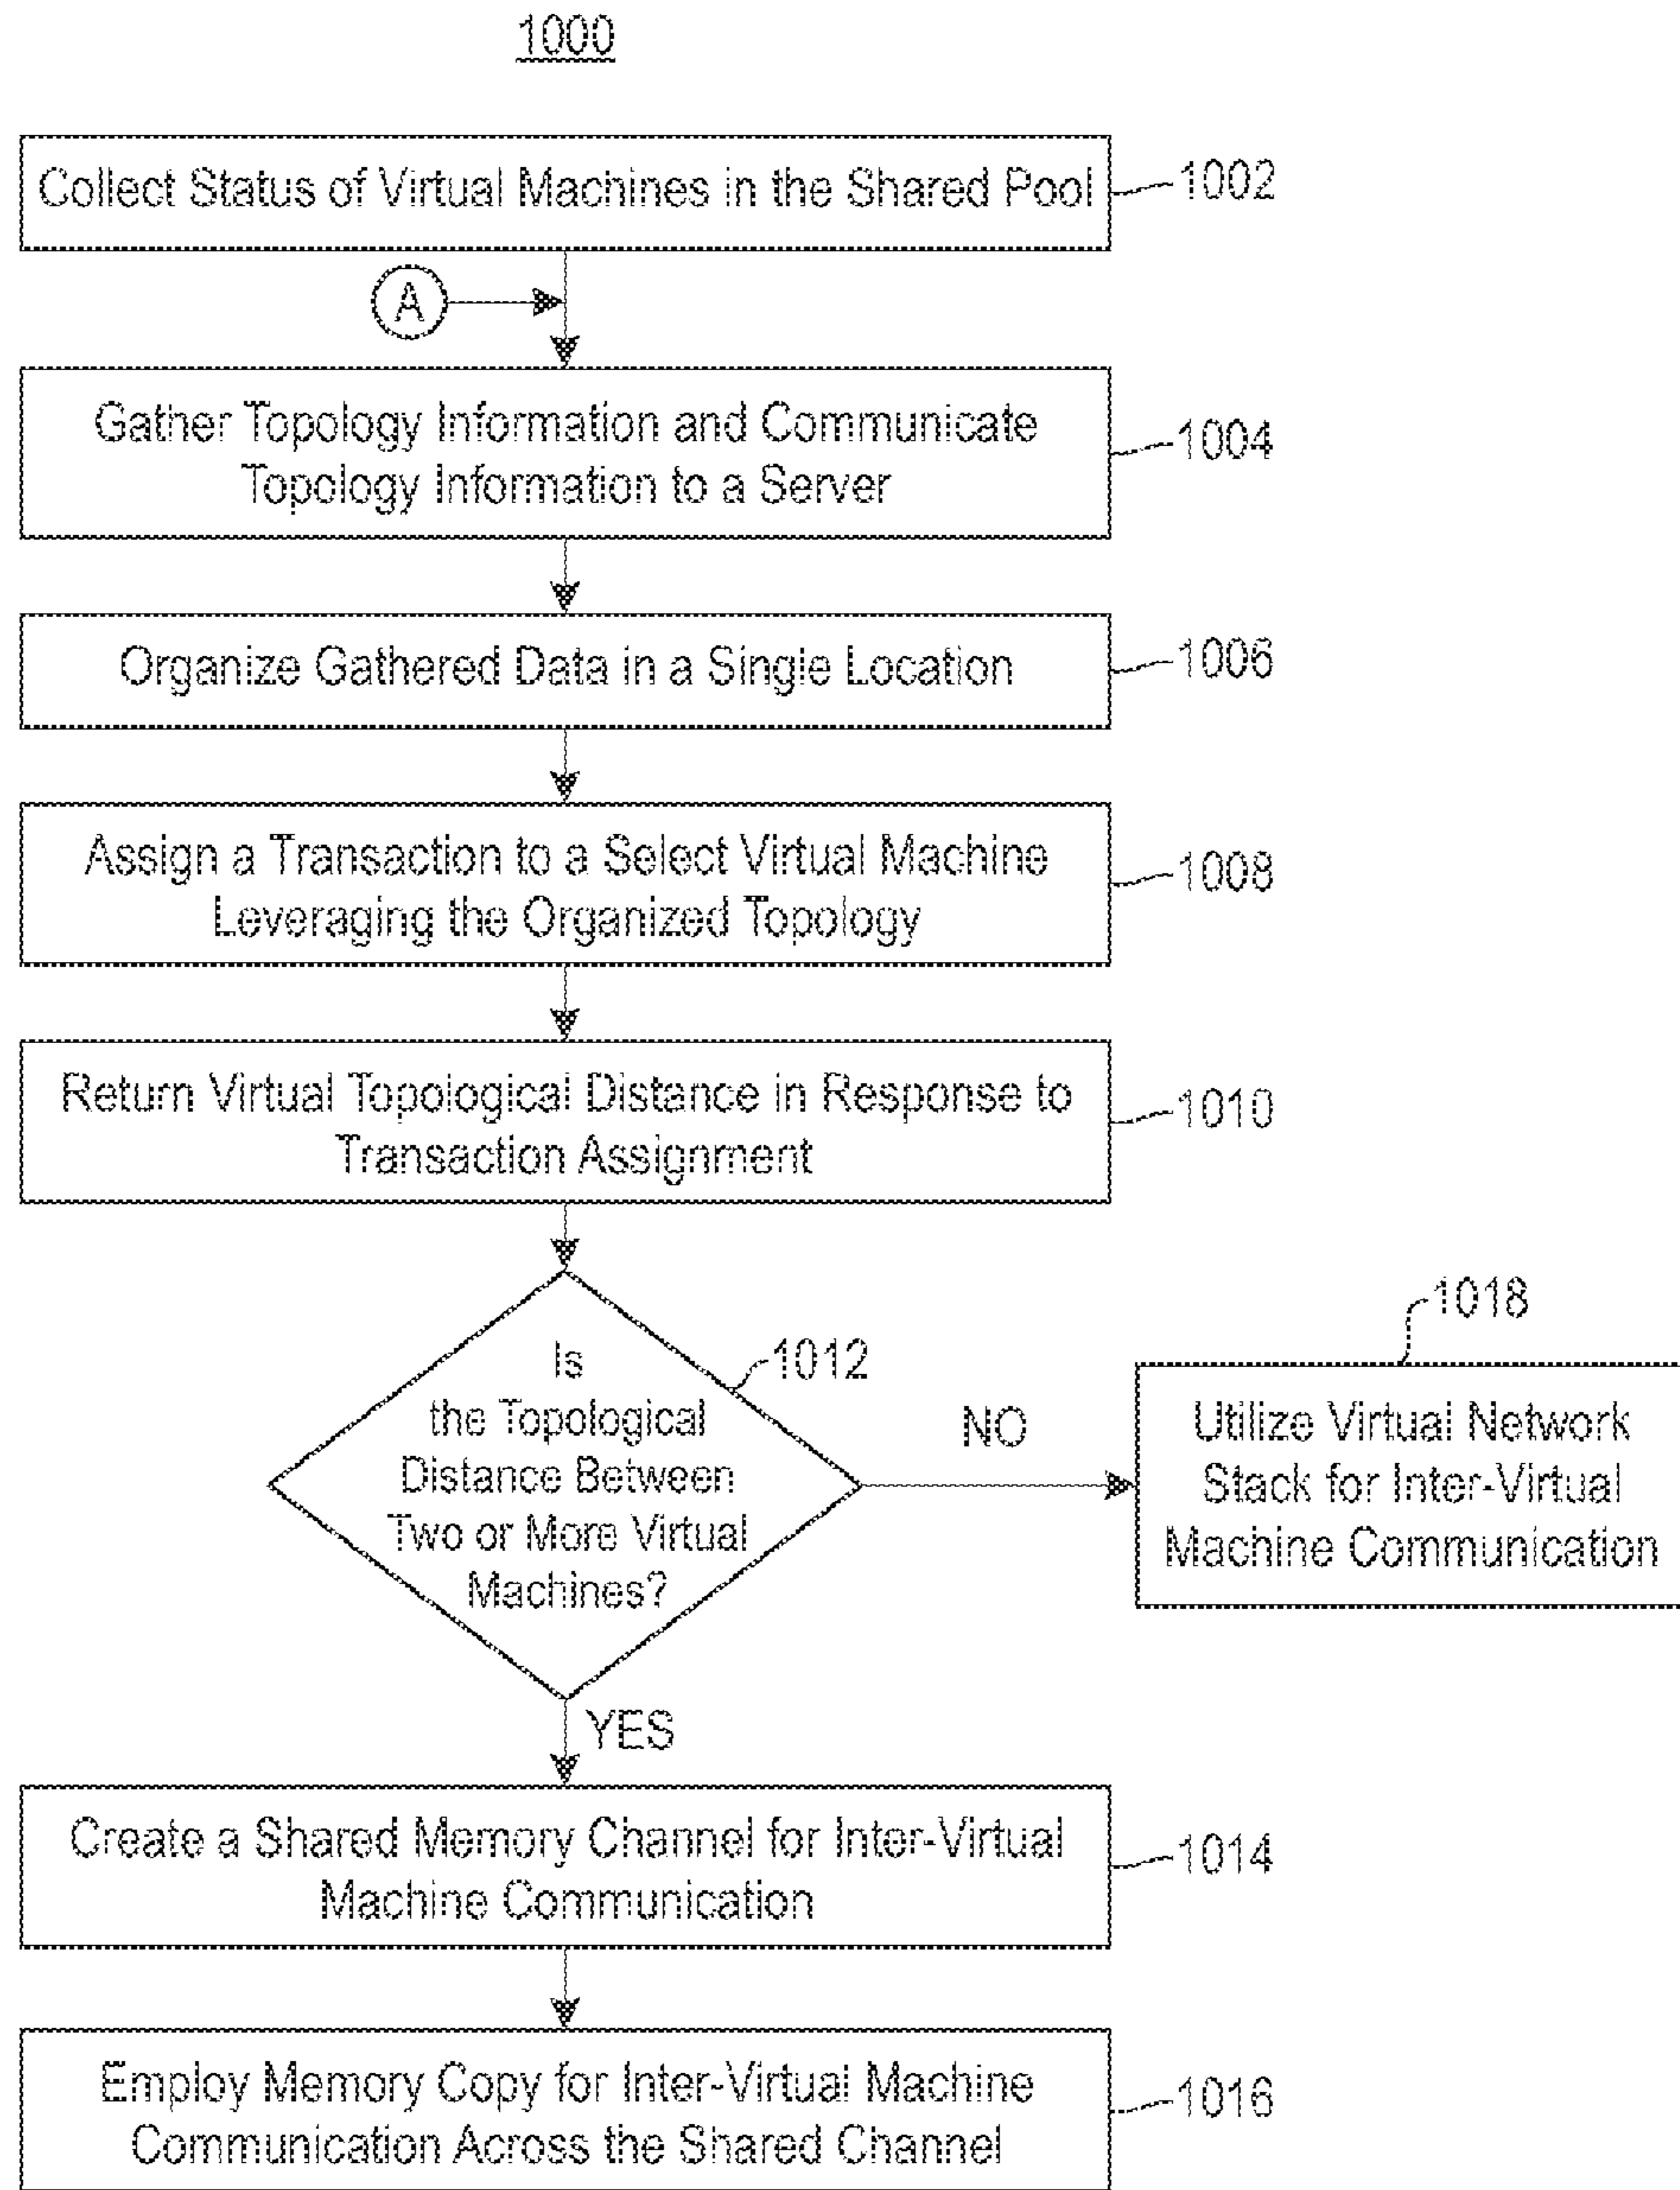 1000
Collect Status of Virtual Machines in the Shared Pool
1002
A
Gather Topology Information and Communicate
Topology Information to a Server
1004
Organize Gathered Data in a Single Location
1006
Assign a Transaction to a Select Virtual Machine
Leveraging the Organized Topology
1008
Return Virtual Topological Distance in Response to
Transaction Assignment
1010
Is
the Topological
Distance Between
Two or More Virtual
Machines?
1012
NO
1018
Utilize Virtual Network
Stack for Inter-Virtual
Machine Communication
YES
Create a Shared Memory Channel for Inter-Virtual
Machine Communication
1014
Employ Memory Copy for Inter-Virtual Machine
Communication Across the Shared Channel
1016